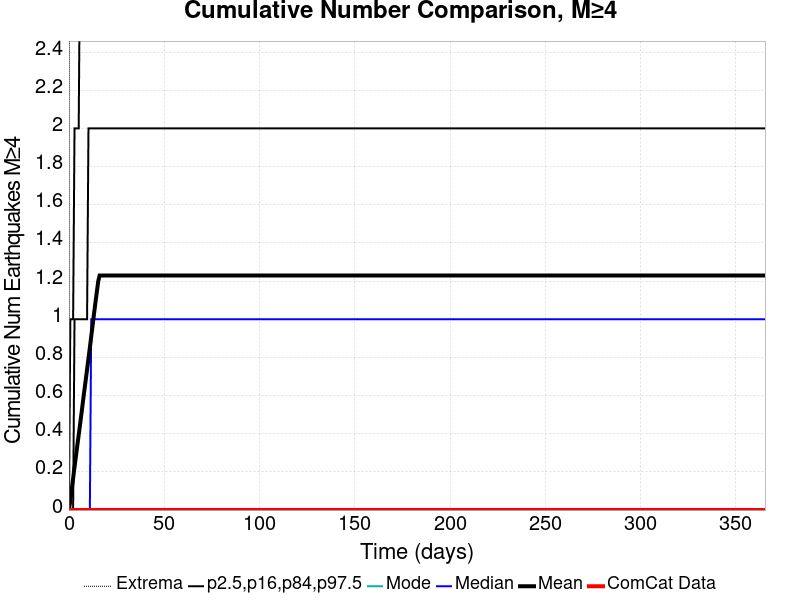 Cumulative Number Comparison, M≥4
Cumulative Num Earthquakes M≥4
2.4
2.2
2
1.8
1.6
1.4
1.2
1
0.8
0.6
0.4
0.2
0
0 50 100 150 200 250 300 350
Time (days)
Extrema p2.5,p16,p84,p97.5 Mode Median Mean ComCat Data